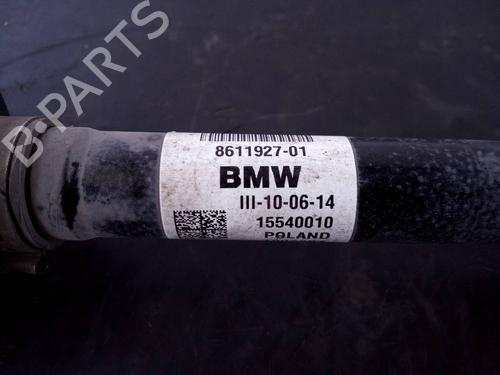 B-PARTS
8611927-01
BMW
III-10-06-14
15540010
POLAND